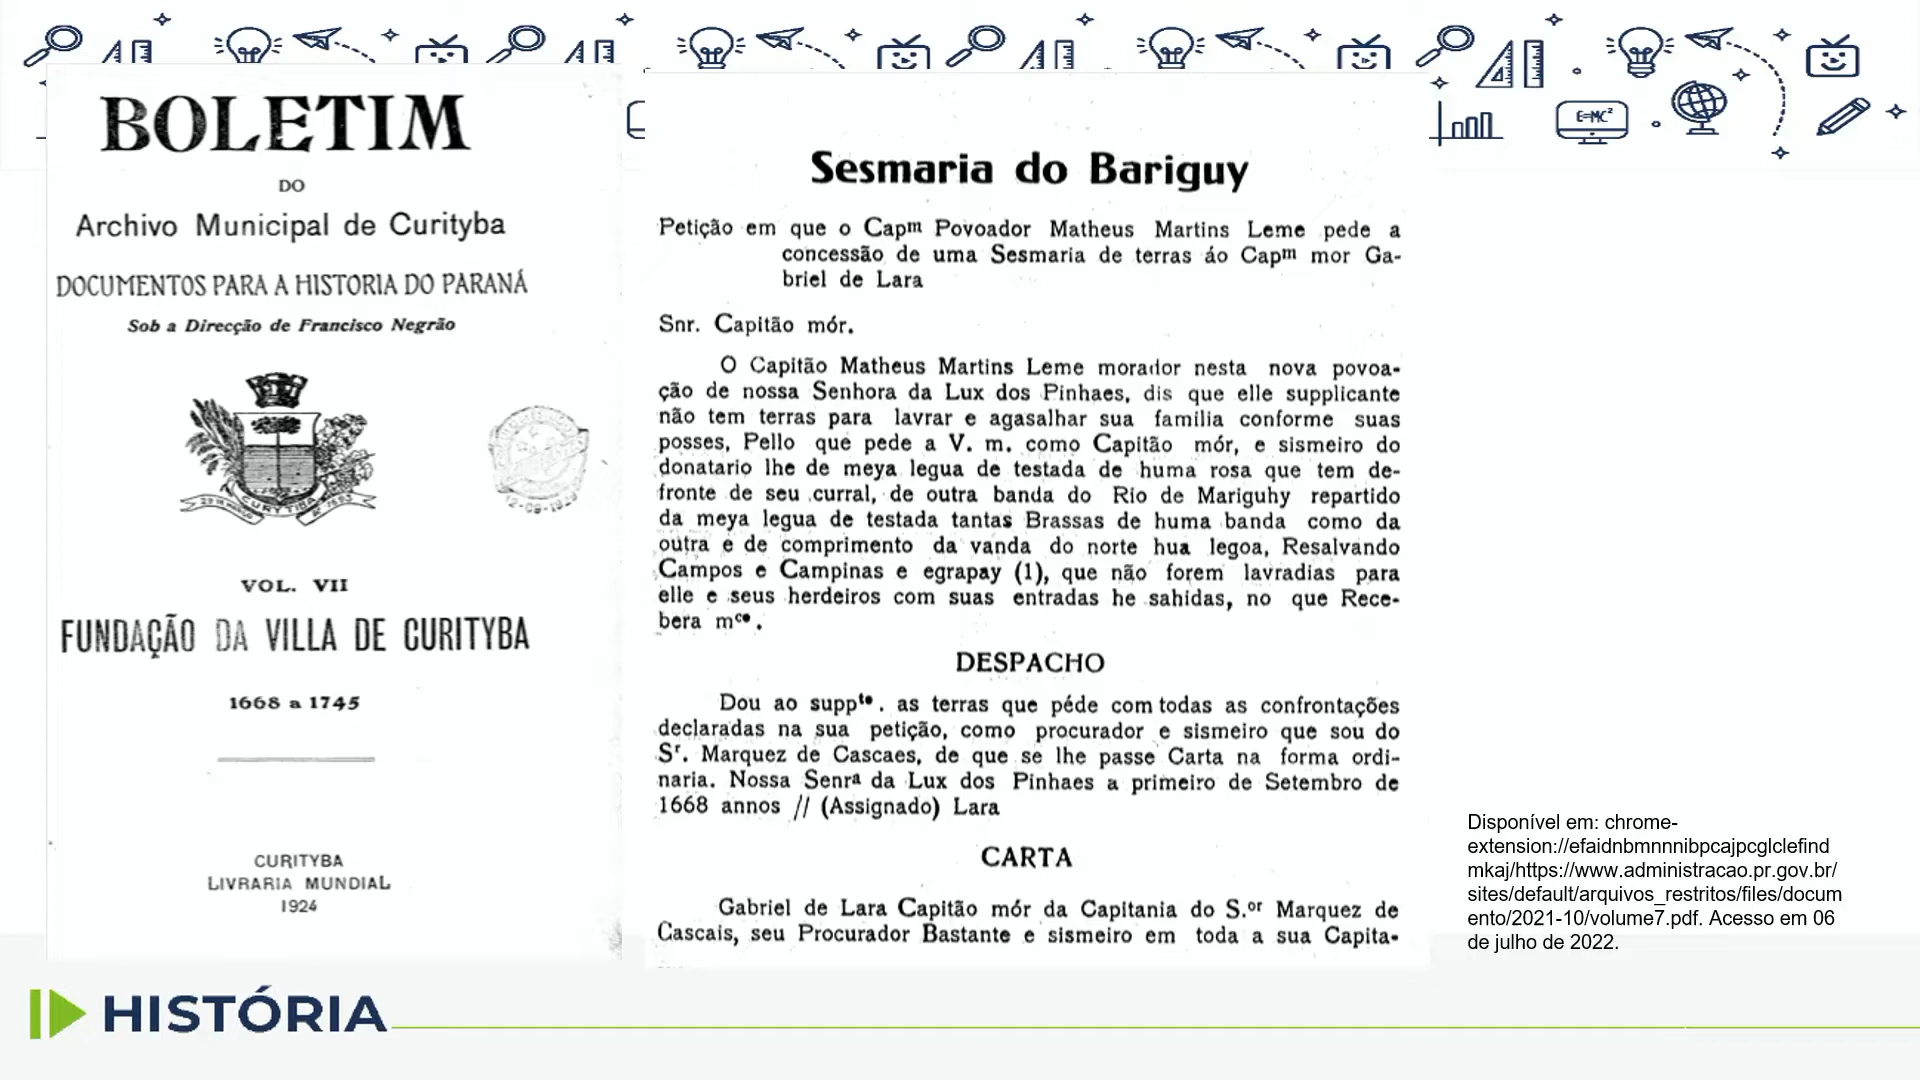 BOLETIM
DO
Archivo Municipal de Curityba
DOCUMENTOS PARA A HISTORIA DO PARANÁ
Sob a Direcção de Francisco Negrão
CURYTIBA
VOL. VII
FUNDAÇÃO DA VILLA DE CURITYBA
1668 a 1745
CURITYBA
LIVRARIA MUNDIAL
1924
E=MC²
Sesmaria do Bariguy
Petição em que o Capm Povoador Matheus Martins Leme pede a
concessão de uma Sesmaria de terras áo Capm mor Ga-
briel de Lara
Snr. Capitão mór.
O Capitão Matheus Martins Leme morador nesta nova povoa-
ção de nossa Senhora da Lux dos Pinhaes, dis que elle supplicante
não tem terras para lavrar e agasalhar sua familia conforme suas
posses, Pello que pede a V. m. como Capitão mór, e sismeiro do
donatario lhe de meya legua de testada de huma rosa que tem de-
fronte de seu curral, de outra banda do Rio de Mariguhy repartido
da meya legua de testada tantas Brassas de huma banda como da
outra e de comprimento da vanda do norte hua legoa, Resalvando
Campos e Campinas e egrapay (1), que não forem lavradias para
elle e seus herdeiros com suas entradas he sahidas, no que Rece-
bera mce.
DESPACHO
Dou ao suppte. as terras que péde com todas as confrontações
declaradas na sua petição, como procurador e sismeiro que sou do
Sr. Marquez de Cascaes, de que se lhe passe Carta na forma ordi-
naria. Nossa Senra da Lux dos Pinhaes a primeiro de Setembro de
1668 annos // (Assignado) Lara
CARTA
Gabriel de Lara Capitão mór da Capitania do S.or Marquez de
Cascais, seu Procurador Bastante e sismeiro em toda a sua Capita-
Disponível em: chrome-
extension://efaidnbmnnnibpcajpcglclefind
mkaj/https://www.administracao.pr.gov.br/
sites/default/arquivos_restritos/files/docum
ento/2021-10/volume7.pdf. Acesso em 06
de julho de 2022.
HISTÓRIA